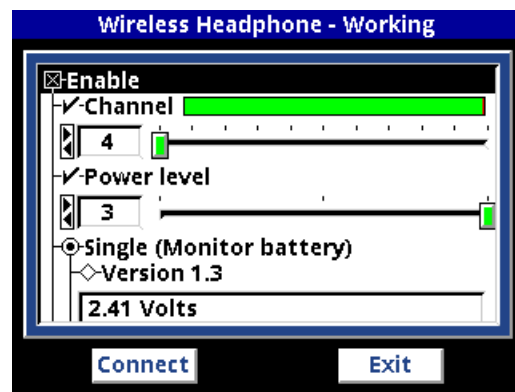 Wireless Headphone - Working
Enable
Channel
4
Power level
3
Single (Monitor battery)
Version 1.3
2.41 Volts
Connect
Exit